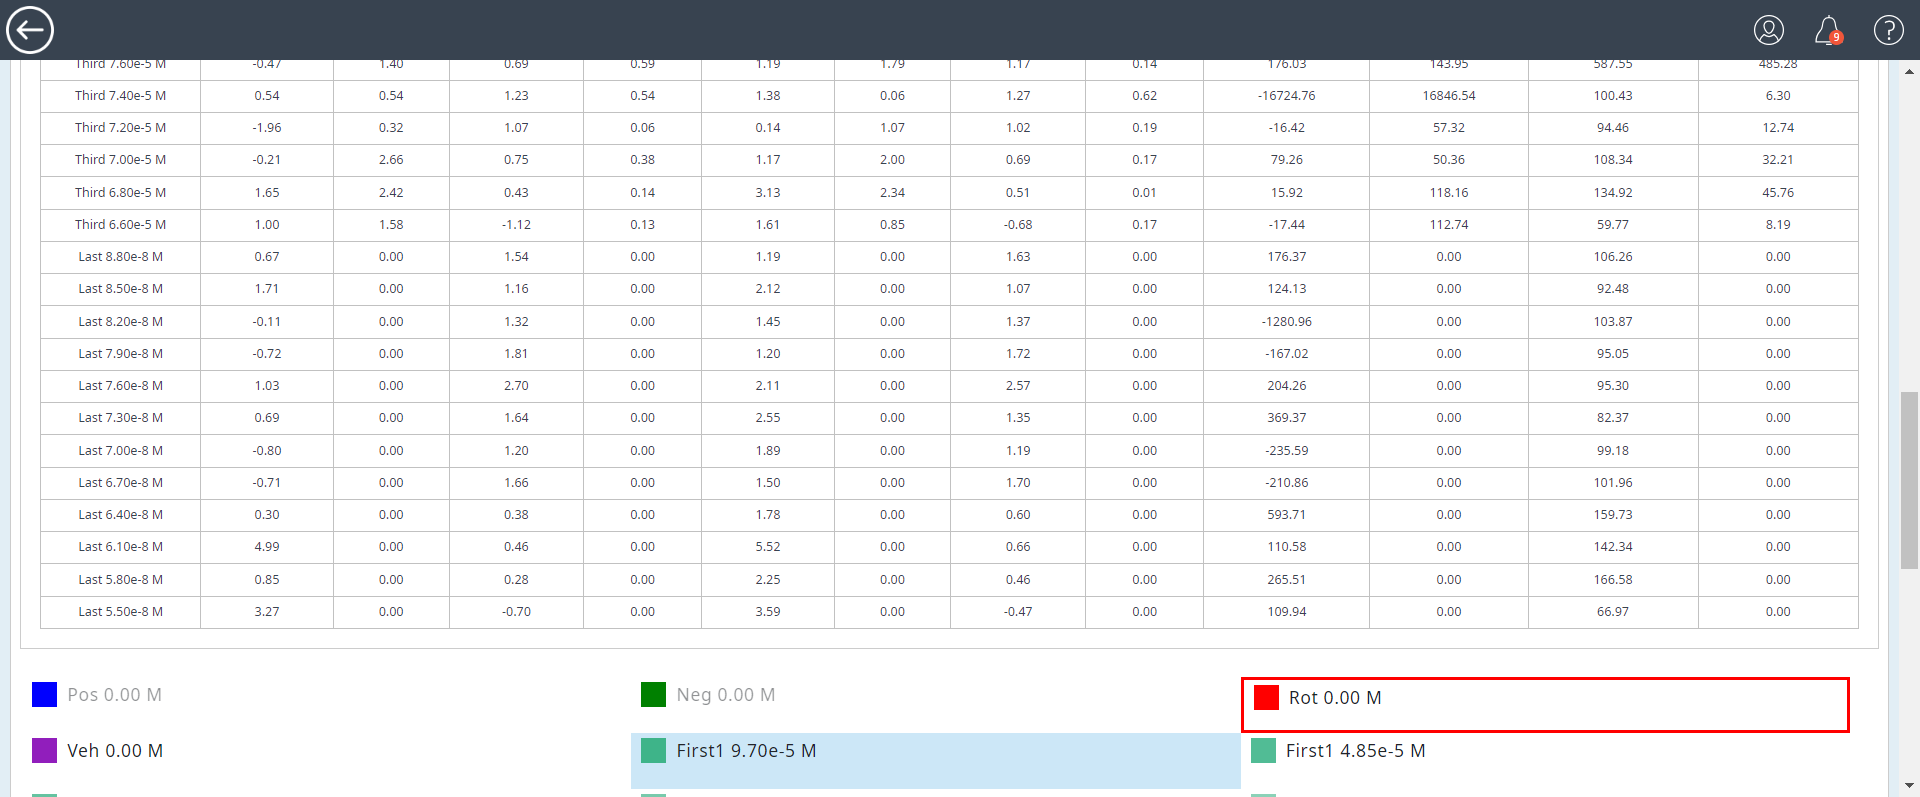 9
?
Third 7.60e-5 M -0.47 1.40 0.69 0.59 1.19 1.79 1.17 0.14 176.03 143.95 587.55 485.28
Third 7.40e-5 M 0.54 0.54 1.23 0.54 1.38 0.06 1.27 0.62 -16724.76 16846.54 100.43 6.30
Third 7.20e-5 M -1.96 0.32 1.07 0.06 0.14 1.07 1.02 0.19 -16.42 57.32 94.46 12.74
Third 7.00e-5 M -0.21 2.66 0.75 0.38 1.17 2.00 0.69 0.17 79.26 50.36 108.34 32.21
Third 6.80e-5 M 1.65 2.42 0.43 0.14 3.13 2.34 0.51 0.01 15.92 118.16 134.92 45.76
Third 6.60e-5 M 1.00 1.58 -1.12 0.13 1.61 0.85 -0.68 0.17 -17.44 112.74 59.77 8.19
Last 8.80e-8 M 0.67 0.00 1.54 0.00 1.19 0.00 1.63 0.00 176.37 0.00 106.26 0.00
Last 8.50e-8 M 1.71 0.00 1.16 0.00 2.12 0.00 1.07 0.00 124.13 0.00 92.48 0.00
Last 8.20e-8 M -0.11 0.00 1.32 0.00 1.45 0.00 1.37 0.00 -1280.96 0.00 103.87 0.00
Last 7.90e-8 M -0.72 0.00 1.81 0.00 1.20 0.00 1.72 0.00 -167.02 0.00 95.05 0.00
Last 7.60e-8 M 1.03 0.00 2.70 0.00 2.11 0.00 2.57 0.00 204.26 0.00 95.30 0.00
Last 7.30e-8 M 0.69 0.00 1.64 0.00 2.55 0.00 1.35 0.00 369.37 0.00 82.37 0.00
Last 7.00e-8 M -0.80 0.00 1.20 0.00 1.89 0.00 1.19 0.00 -235.59 0.00 99.18 0.00
Last 6.70e-8 M -0.71 0.00 1.66 0.00 1.50 0.00 1.70 0.00 -210.86 0.00 101.96 0.00
Last 6.40e-8 M 0.30 0.00 0.38 0.00 1.78 0.00 0.60 0.00 593.71 0.00 159.73 0.00
Last 6.10e-8 M 4.99 0.00 0.46 0.00 5.52 0.00 0.66 0.00 110.58 0.00 142.34 0.00
Last 5.80e-8 M 0.85 0.00 0.28 0.00 2.25 0.00 0.46 0.00 265.51 0.00 166.58 0.00
Last 5.50e-8 M 3.27 0.00 -0.70 0.00 3.59 0.00 -0.47 0.00 109.94 0.00 66.97 0.00
Pos 0.00 M Neg 0.00 M Rot 0.00 M
Veh 0.00 M First1 9.70e-5 M First1 4.85e-5 M